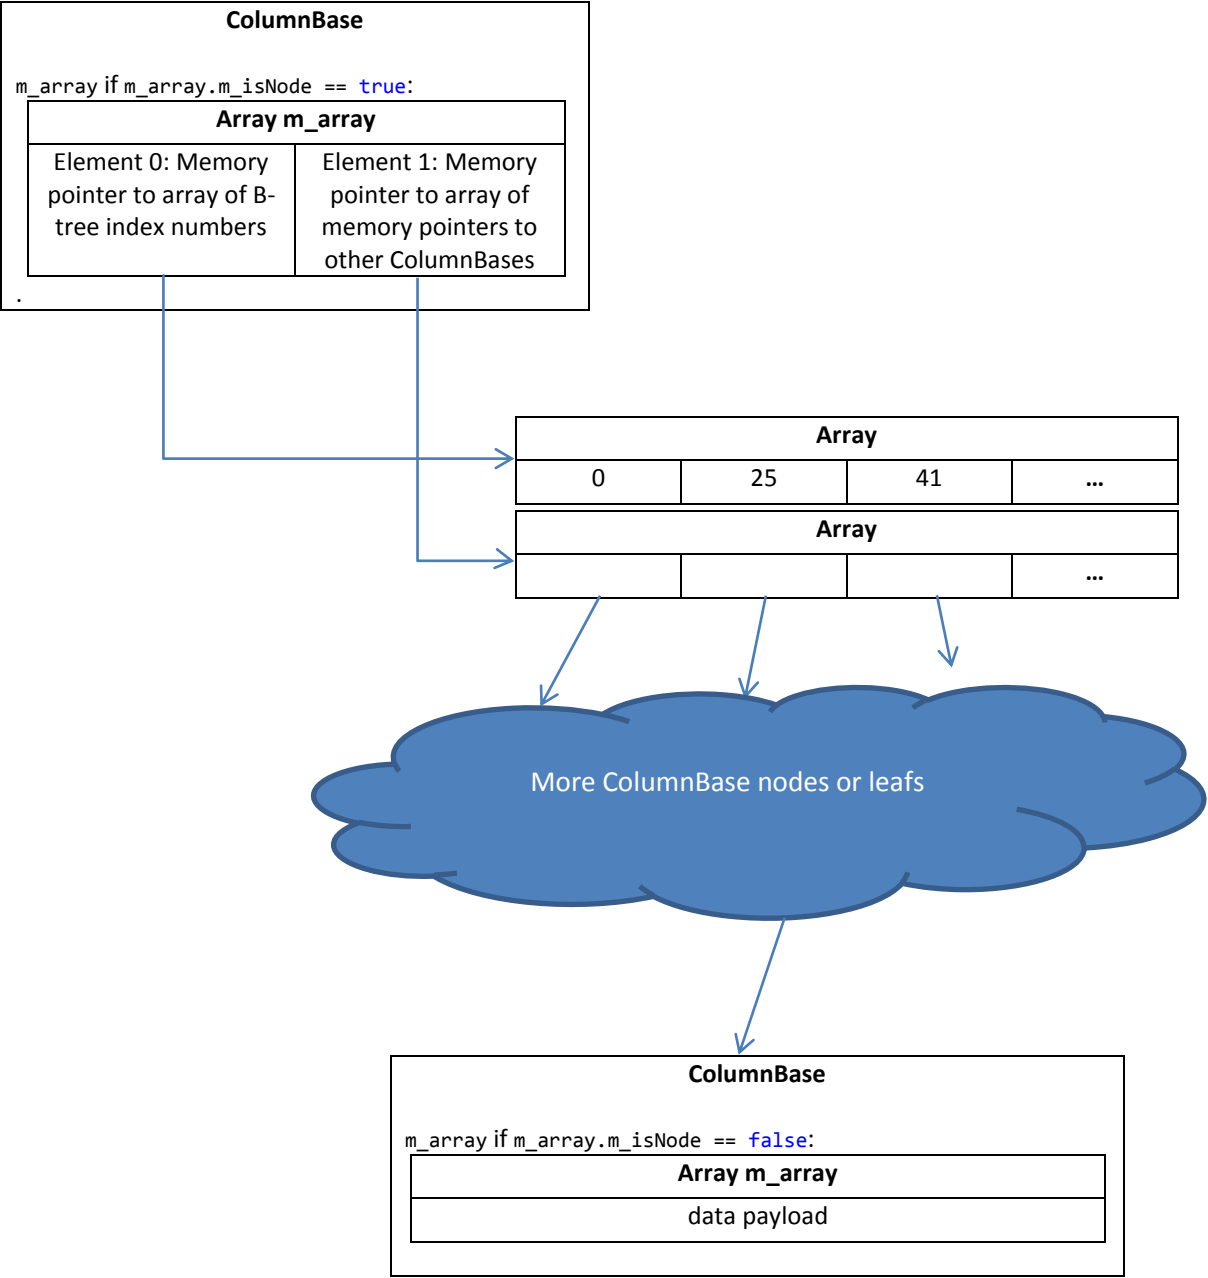 ColumnBase
m_array if m_array.m_isNode == true:
Array m_array
Element 0: Memory
pointer to array of B-
tree index numbers
Element 1: Memory
pointer to array of
memory pointers to
other ColumnBases
.
Array
0 25 41 ...
Array
...
More ColumnBase nodes or leafs
ColumnBase
m_array if m_array.m_isNode == false:
Array m_array
data payload